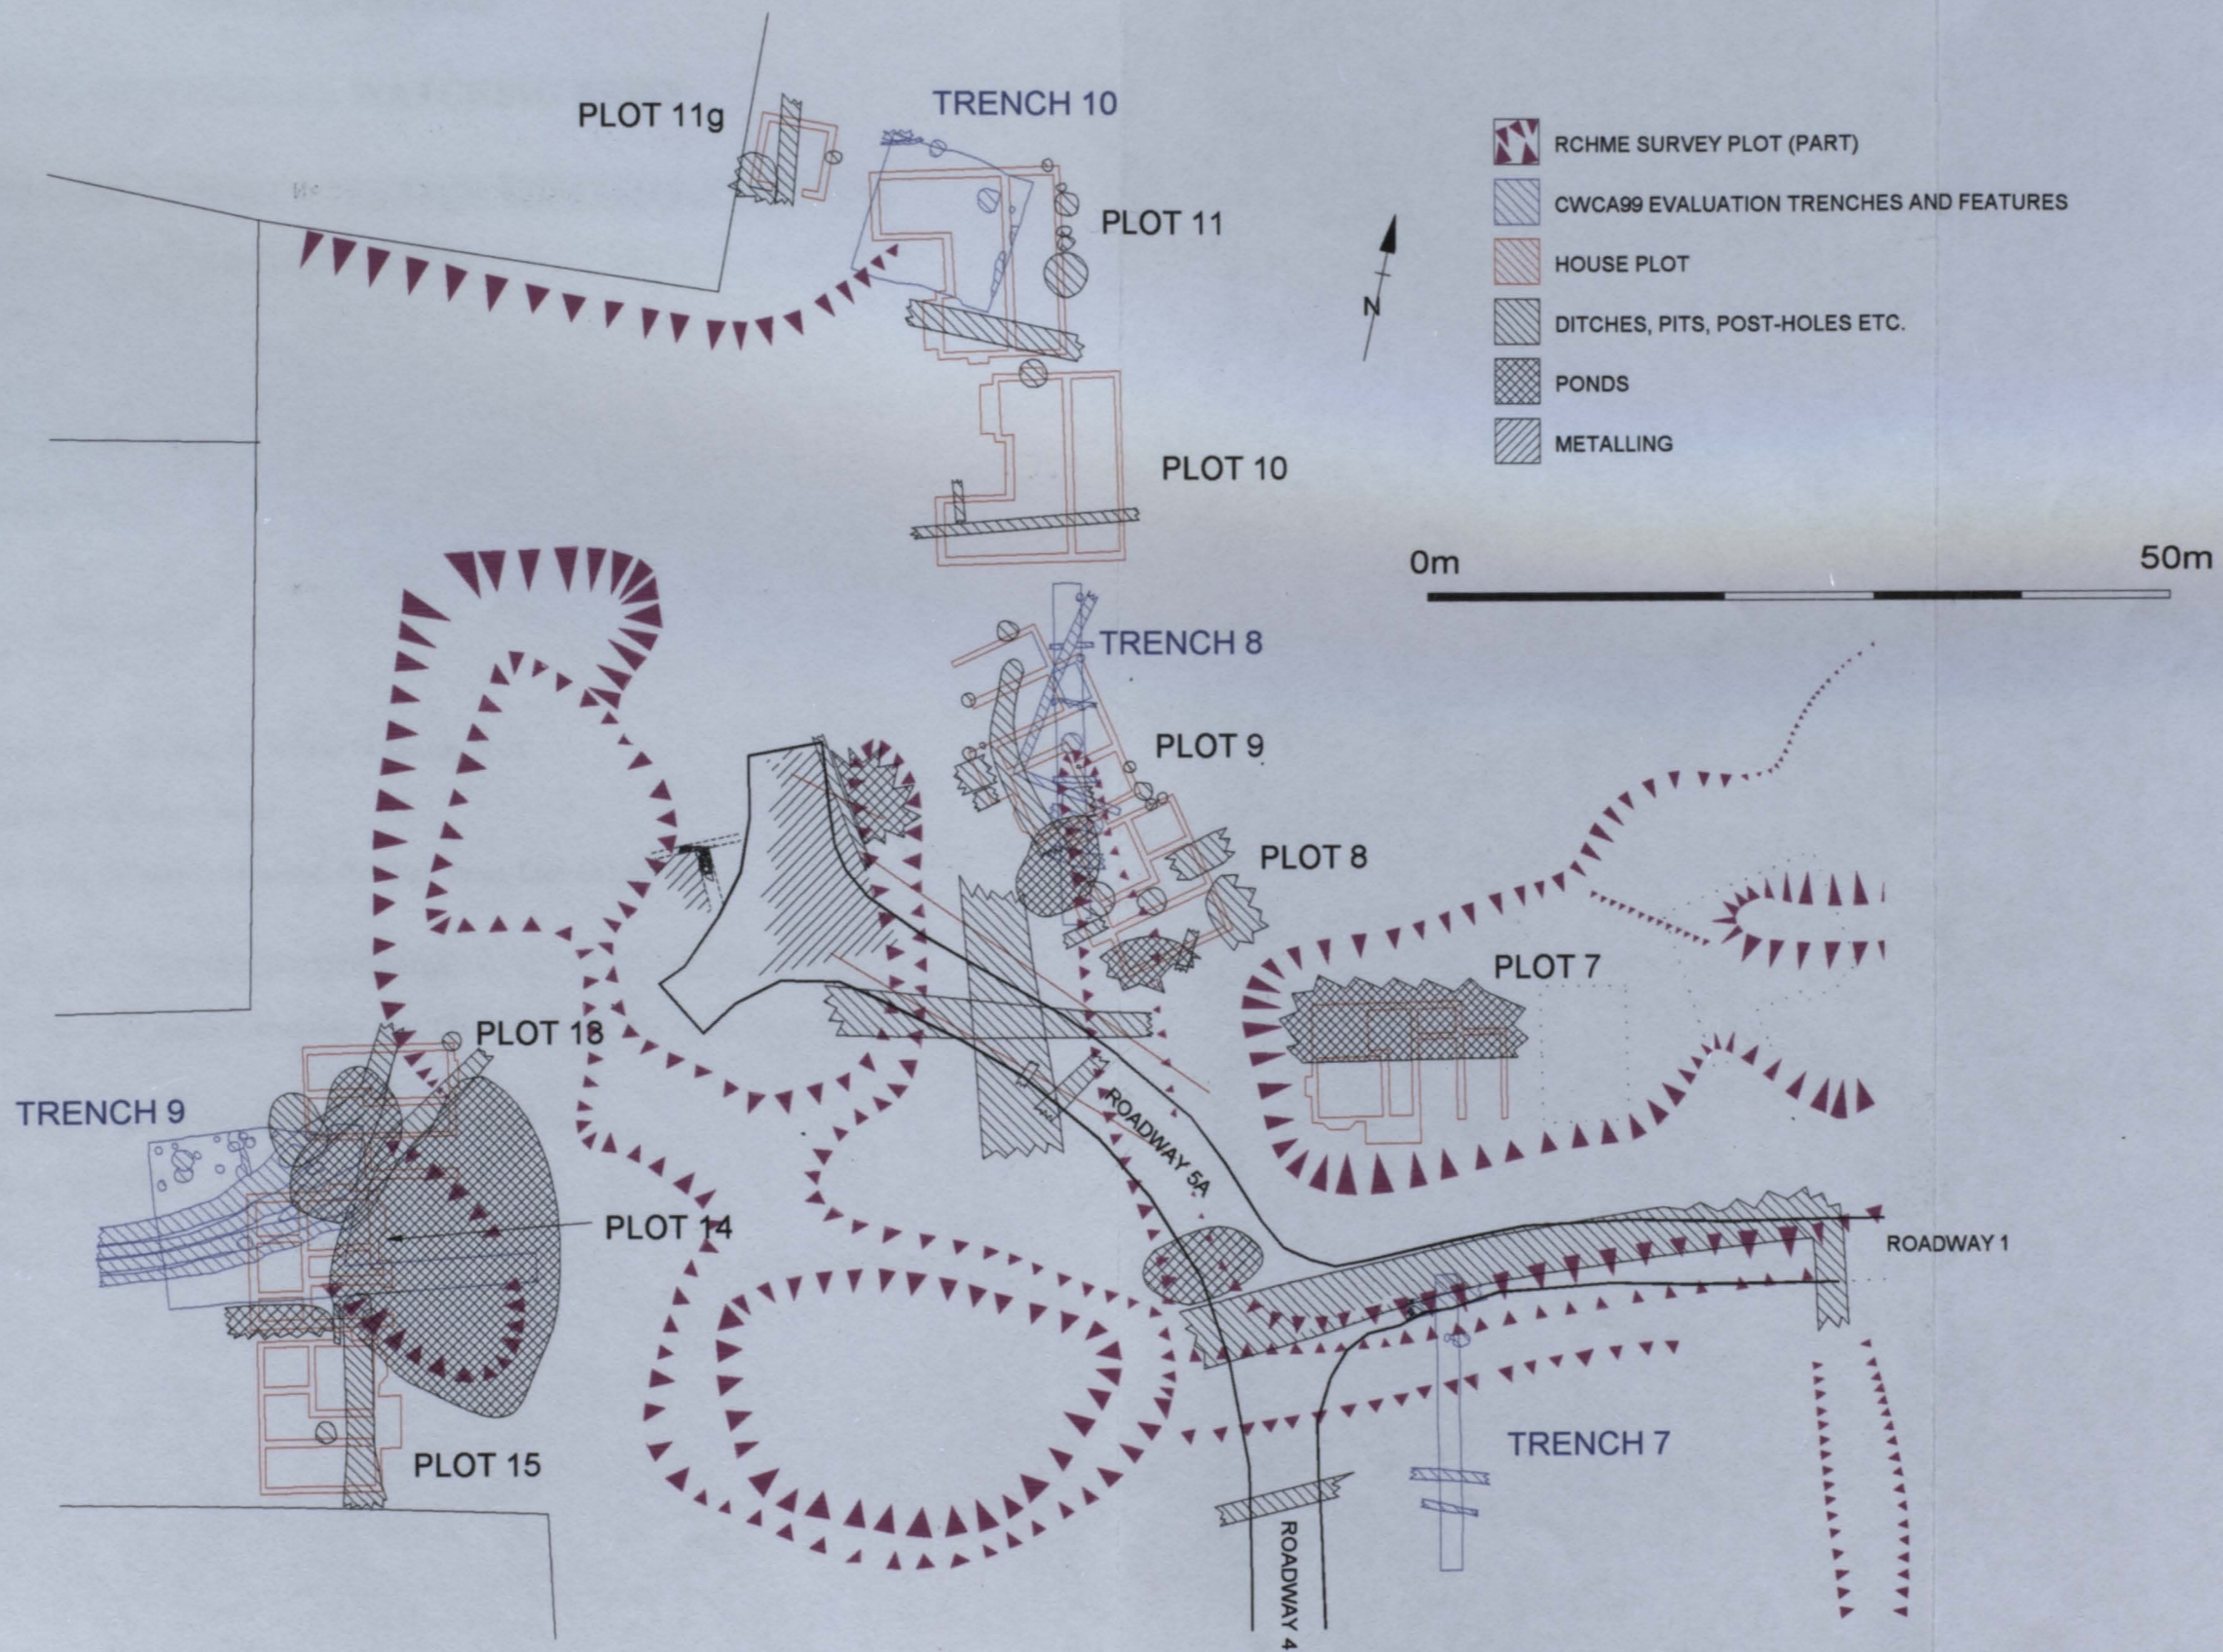 PLOT 11g
TRENCH 10
PLOT 11
RCHME SURVEY PLOT (PART)
CWCA99 EVALUATION TRENCHES AND FEATURES
HOUSE PLOT
DITCHES, PITS, POST-HOLES ETC.
PONDS
METALLING
N
PLOT 10
0m
50m
TRENCH 8
PLOT 9
PLOT 8
PLOT 7
PLOT 13
TRENCH 9
ROADWAY 5A
PLOT 14
ROADWAY 1
TRENCH 7
PLOT 15
ROADWAY 4